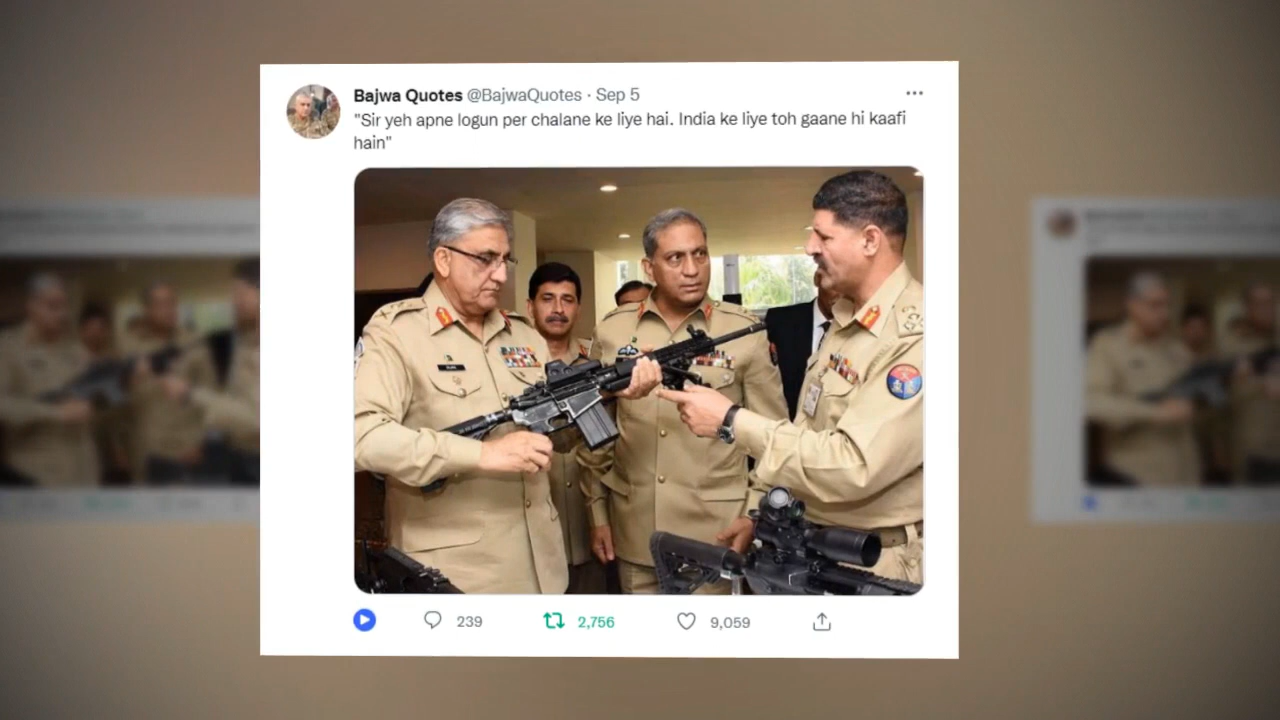 Bajwa Quotes @BajwaQuotes · Sep 5
"Sir yeh apne logun per chalane ke liye hai. India ke liye toh gaane hi kaafi
hain"
239 2,756 9,059